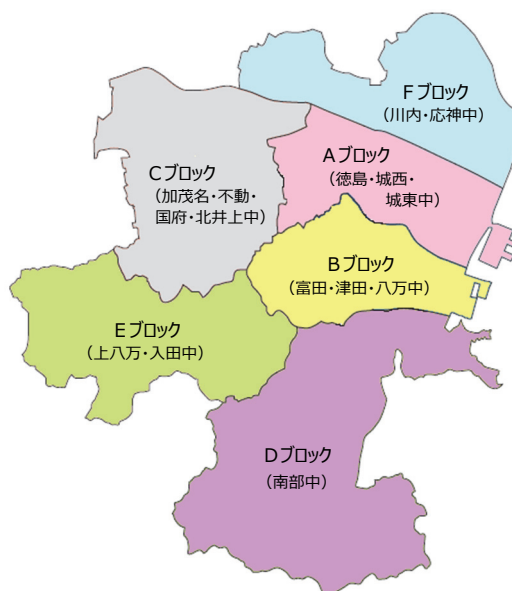 Fブロック
(川内・応神中)
Aブロック
(徳島・城西・
城東中)
Cブロック
(加茂名・不動・
国府・北井上中)
Bブロック
(富田・津田・八万中)
Eブロック
(上八万・入田中)
Dブロック
(南部中)